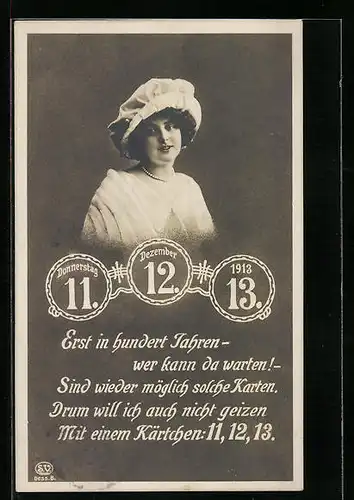 Donnerstag
11.
Dezember
12.
1913
13.
Erst in hundert Jahren –
wer kann da warten! –
Sind wieder möglich solche Karten,
Drum will ich auch nicht geizen
Mit einem Kärtchen: 11, 12, 13.
Dess. B.